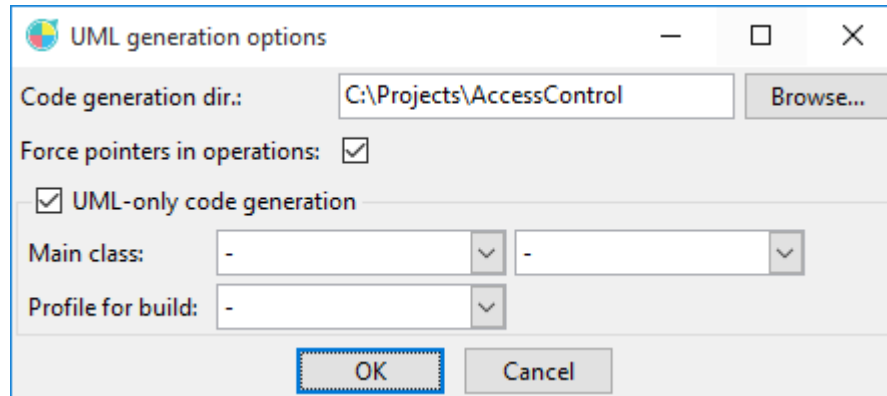 UML generation options
Code generation dir.: C:\Projects\AccessControl Browse...
Force pointers in operations:
UML-only code generation
Main class: - -
Profile for build: -
OK Cancel